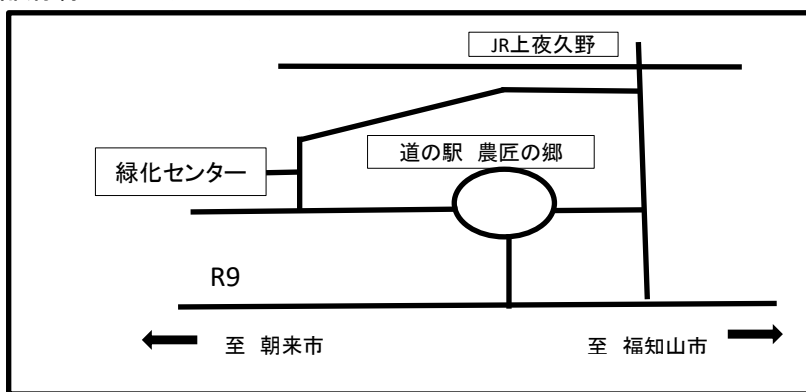 JR上夜久野
道の駅 農匠の郷
緑化センター
R9
至 朝来市
至 福知山市